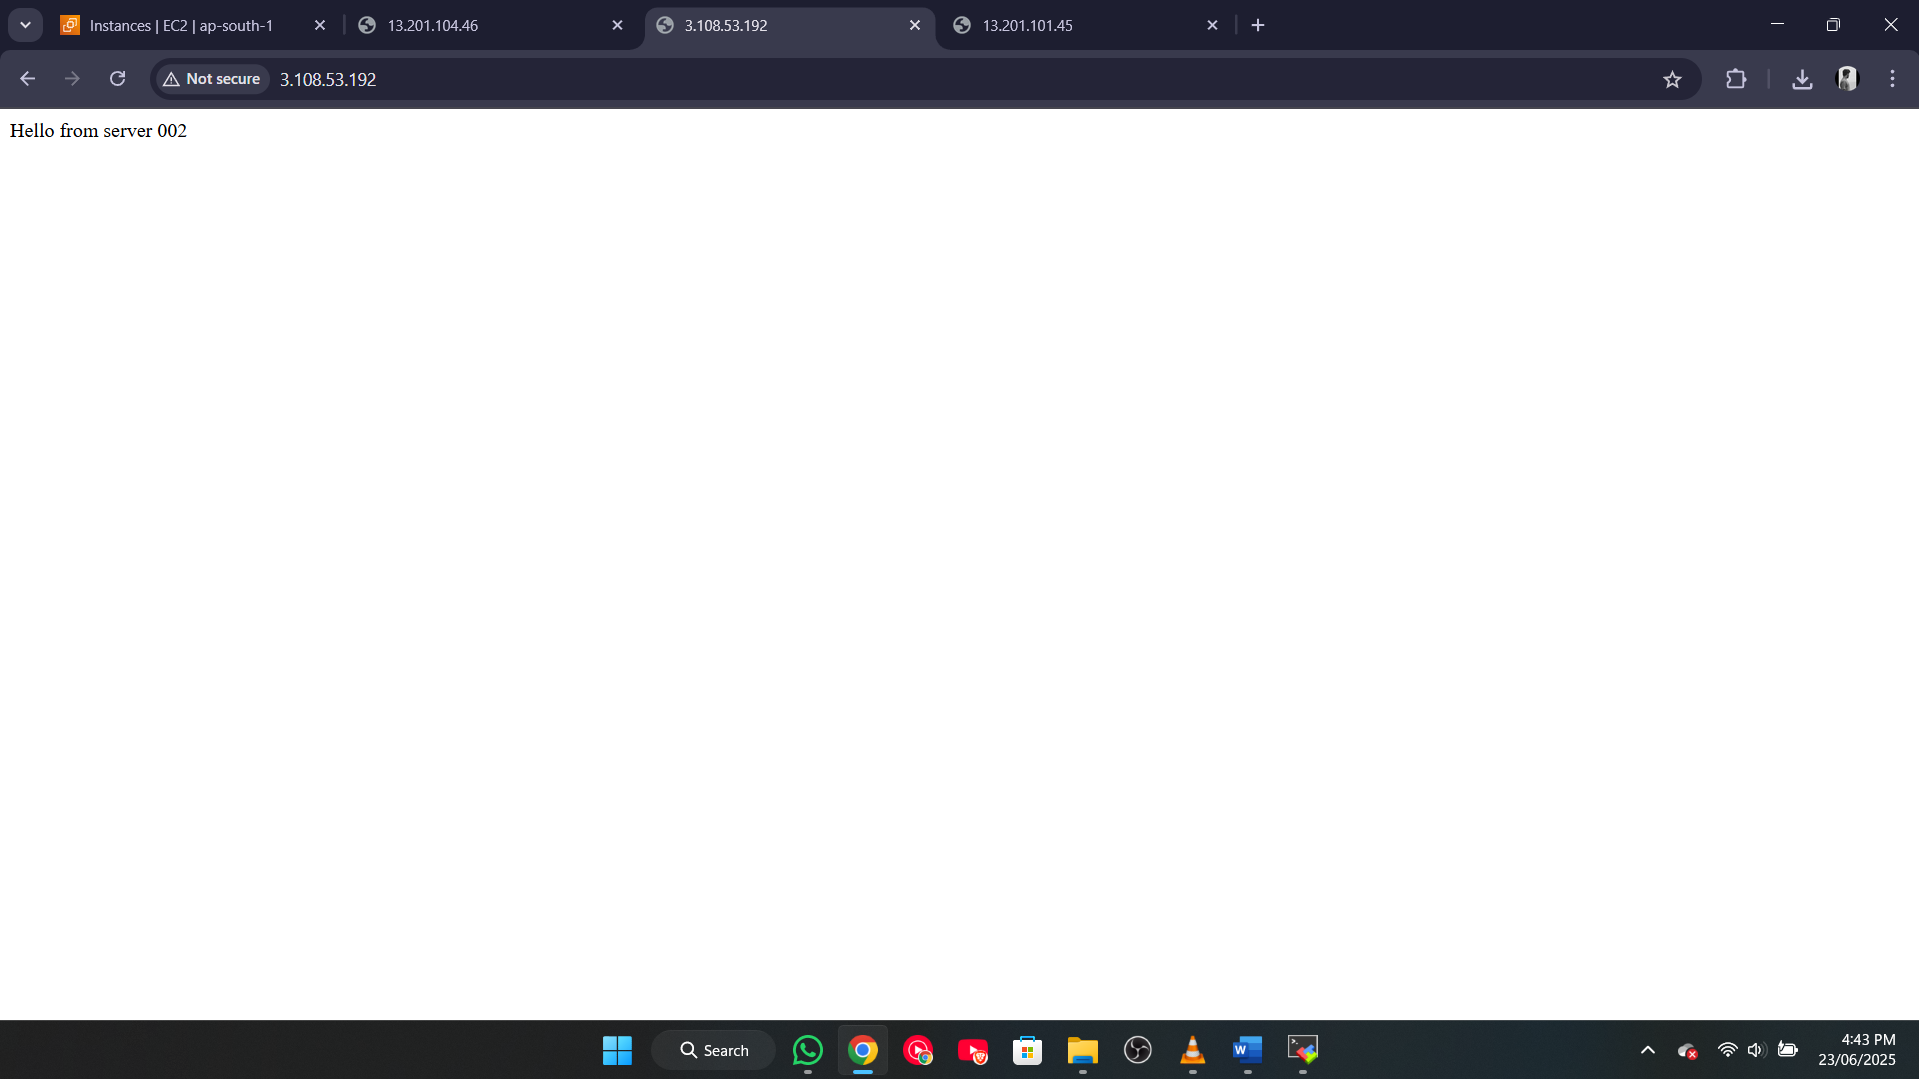 Instances | EC2 | ap-south-1
13.201.104.46
3.108.53.192
13.201.101.45
Not secure
3.108.53.192
Hello from server 002
Search
4:43 PM
23/06/2025